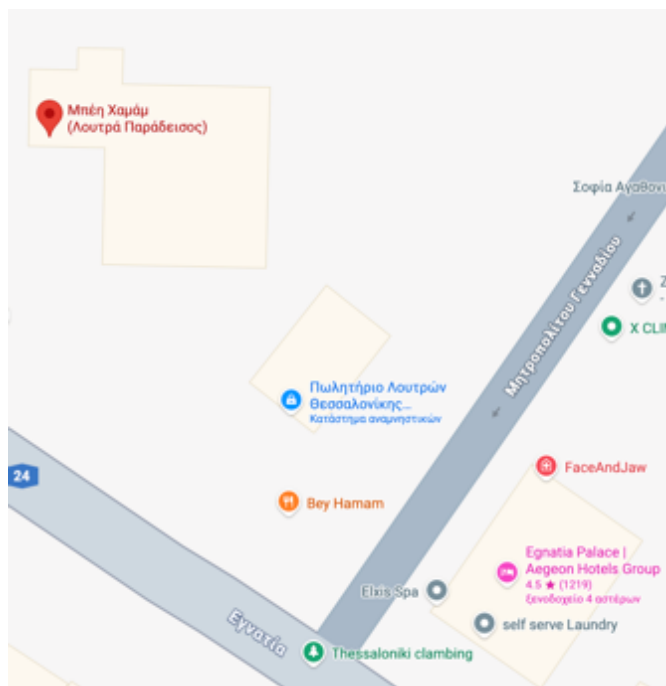 Μπέη Χαμάμ
(Λουτρά Παράδεισος)
Σοφία Αγαθονι
Μητροπολίτου Γενναδίου
Z
X CLI
Πωλητήριο Λουτρών
Θεσσαλονίκης...
Κατάστημα αναμνηστικών
24
FaceAndJaw
Bey Hamam
Egnatia Palace |
Aegeon Hotels Group
4.5 ★ (1219)
ξενοδοχείο 4 αστέρων
Elxis Spa
self serve Laundry
Εγνατία
Thessaloniki clambing